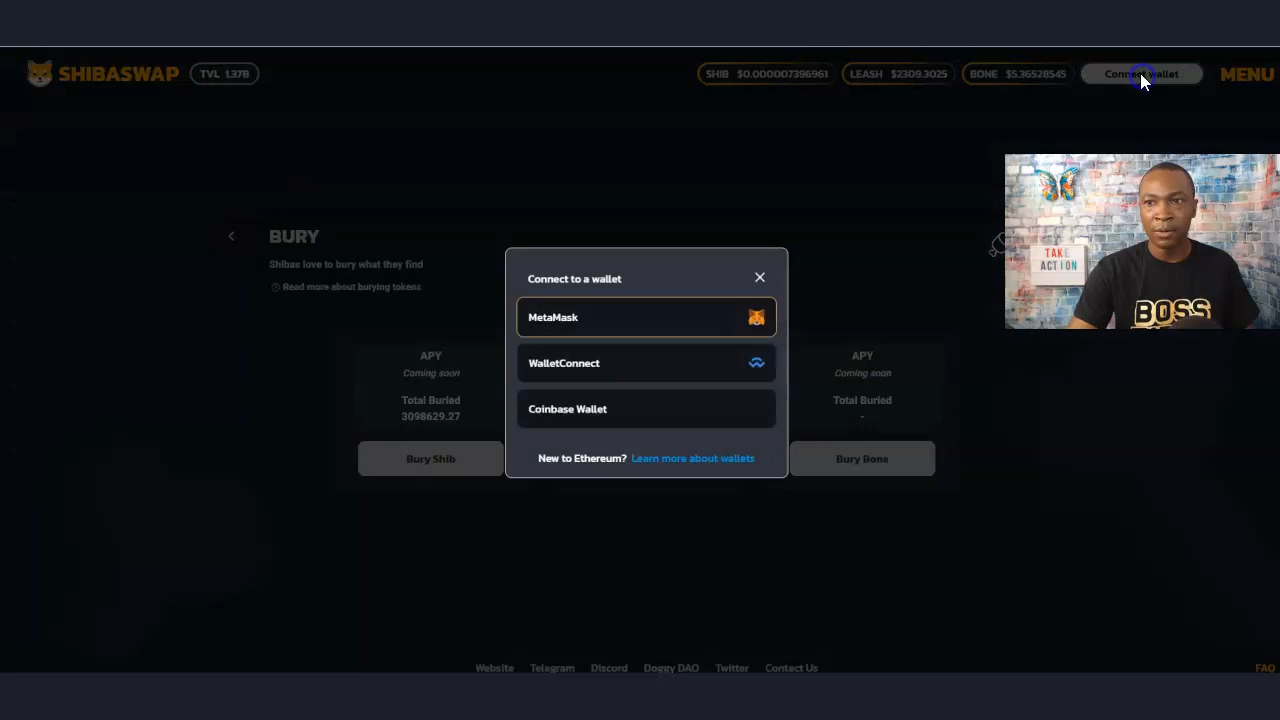 SHIBASWAP
TVL 1.37B
SHIB $0.000007396961
LEASH $2309.3025
BONE $5.36528545
Connect wallet
MENU
BURY
Shibas love to bury what they find
Read more about burying tokens
Connect to a wallet
MetaMask
WalletConnect
Coinbase Wallet
New to Ethereum? Learn more about wallets
APY
Coming soon
Total Buried
3098629.27
Bury Shib
APY
Coming soon
Total Buried
-
Bury Bone
TAKE
ACTION
BOSS
Website Telegram Discord Doggy DAO Twitter Contact Us
FAQ